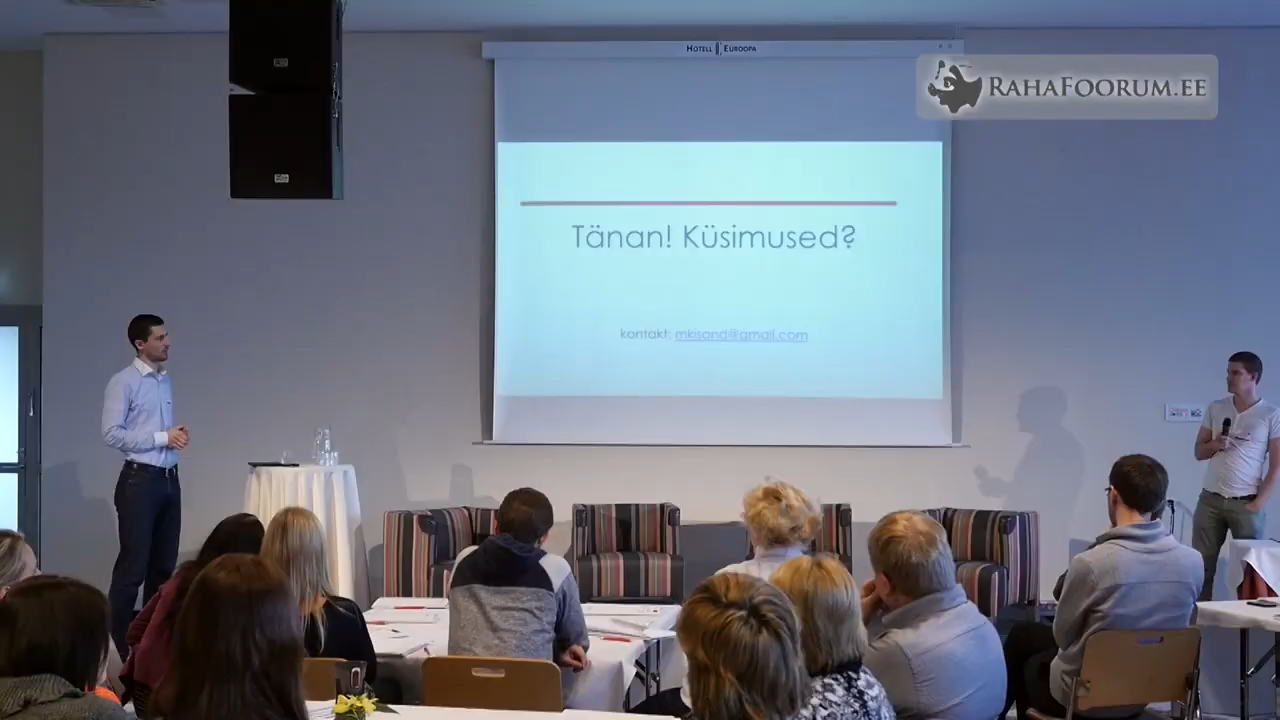 HOTELL EUROOPA
RAHAFOORUM.EE
Tänan! Küsimused?
kontakt: mkisand@gmail.com